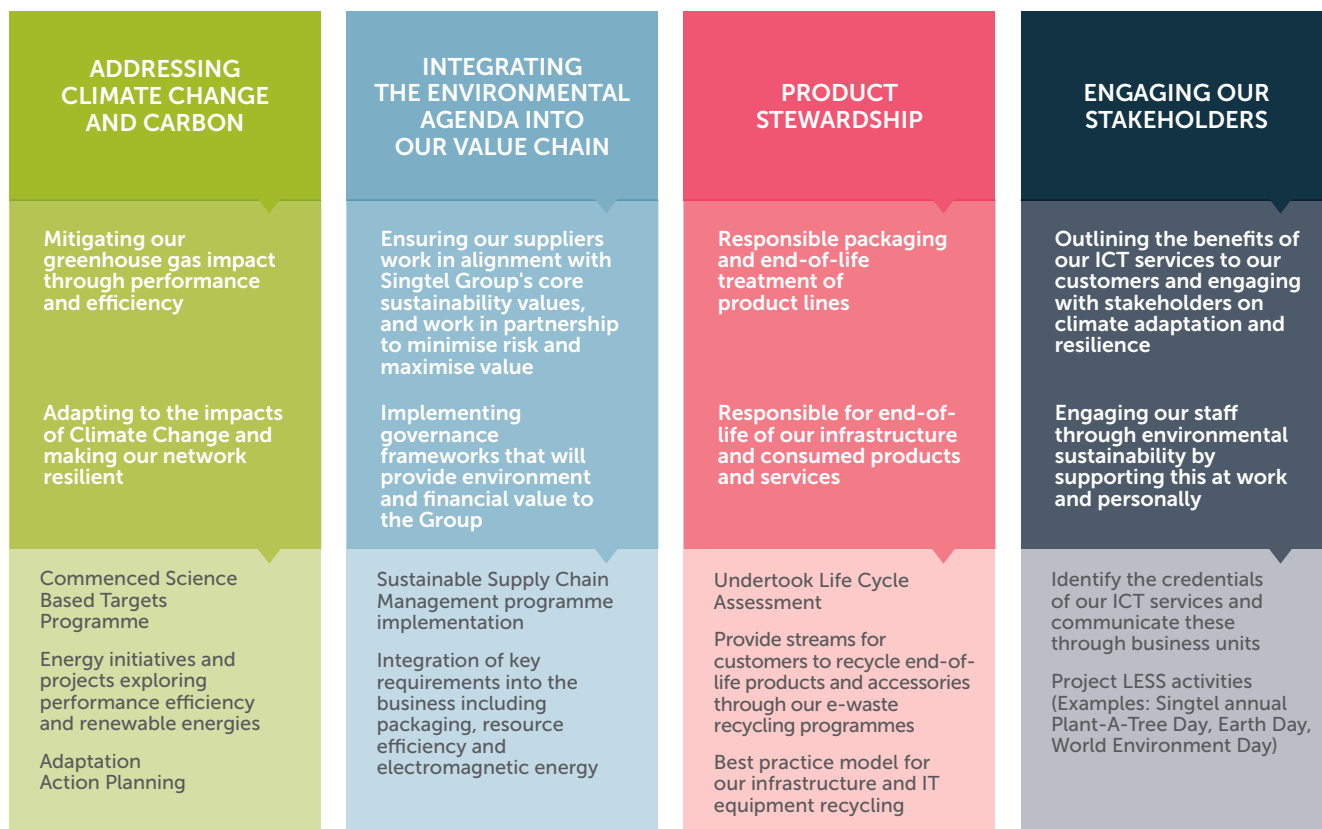 ADDRESSING
CLIMATE CHANGE
AND CARBON
Mitigating our
greenhouse gas impact
through performance
and efficiency
Adapting to the impacts
of Climate Change and
making our network
resilient
Commenced Science
Based Targets
Programme
Energy initiatives and
projects exploring
performance efficiency
and renewable energies
Adaptation
Action Planning
INTEGRATING
THE ENVIRONMENTAL
AGENDA INTO
OUR VALUE CHAIN
Ensuring our suppliers
work in alignment with
Singtel Group's core
sustainability values,
and work in partnership
to minimise risk and
maximise value
Implementing
governance
frameworks that will
provide environment
and financial value to
the Group
Sustainable Supply Chain
Management programme
implementation
Integration of key
requirements into the
business including
packaging, resource
efficiency and
electromagnetic energy
PRODUCT
STEWARDSHIP
Responsible packaging
and end-of-life
treatment of
product lines
Responsible for end-of-
life of our infrastructure
and consumed products
and services
Undertook Life Cycle
Assessment
Provide streams for
customers to recycle end-of-
life products and accessories
through our e-waste
recycling programmes
Best practice model for
our infrastructure and IT
equipment recycling
ENGAGING OUR
STAKEHOLDERS
Outlining the benefits of
our ICT services to our
customers and engaging
with stakeholders on
climate adaptation and
resilience
Engaging our staff
through environmental
sustainability by
supporting this at work
and personally
Identify the credentials
of our ICT services and
communicate these
through business units
Project LESS activities
(Examples: Singtel annual
Plant-A-Tree Day, Earth Day,
World Environment Day)